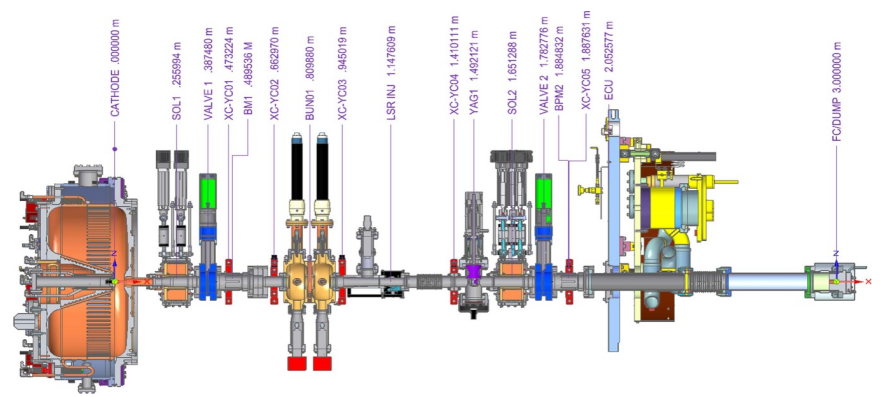 CATHODE .000000 m
SOL1 .255994 m
VALVE 1 .387480 m
XC-YC01 .473224 m
BM1 .489536 M
XC-YC02 .662970 m
BUN01 .809880 m
XC-YC03 .945019 m
LSR INJ 1.147609 m
XC-YC04 1.410111 m
YAG1 1.492121 m
SOL2 1.651288 m
VALVE 2 1.782776 m
BPM2 1.884832 m
XC-YC05 1.887631 m
ECU 2.052577 m
FC/DUMP 3.000000 m
Z
X
X
Z
X